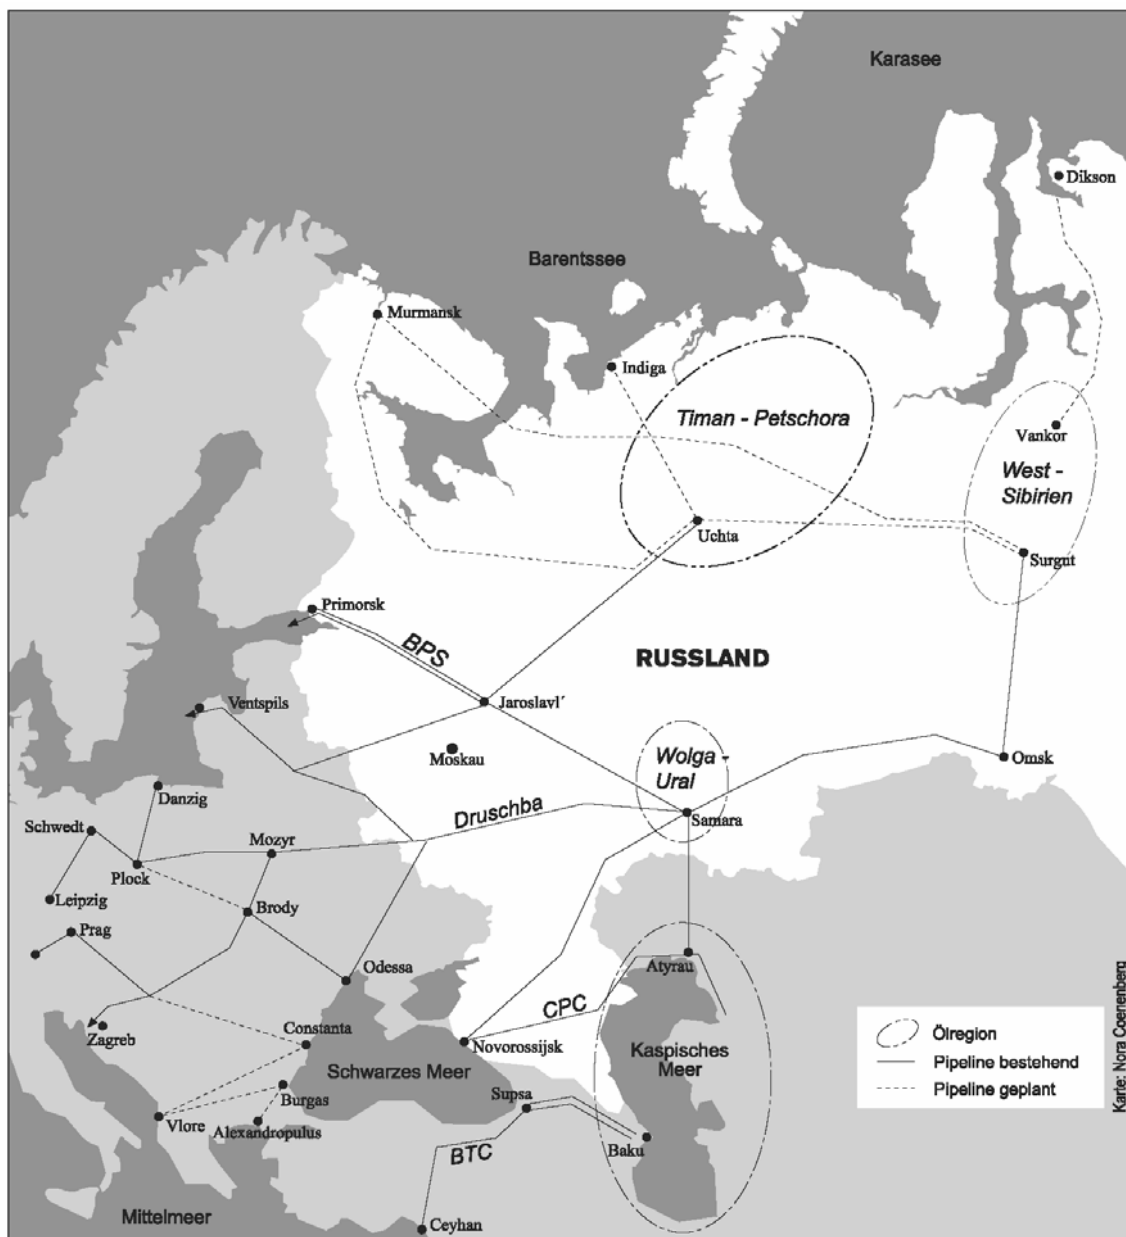 Karasee
Dikson
Barentssee
Murmansk
Indiga
Timan - Petschora
Vankor
West -
Sibirien
Uchta
Surgut
Primorsk
BPS
RUSSLAND
Ventspils
Jaroslavl´
Moskau
Wolga -
Ural
Omsk
Danzig
Druschba
Samara
Schwedt
Mozyr
Plock
Leipzig
Brody
Prag
Odessa
Atyrau
CPC
Zagreb
Constanta
Novorossijsk
Kaspisches
Meer
Schwarzes Meer
Burgas
Supsa
Vlore
Alexandropulus
BTC
Baku
Mittelmeer
Ceyhan
Ölregion
Pipeline bestehend
Pipeline geplant
Karte: Nora Coenenberg